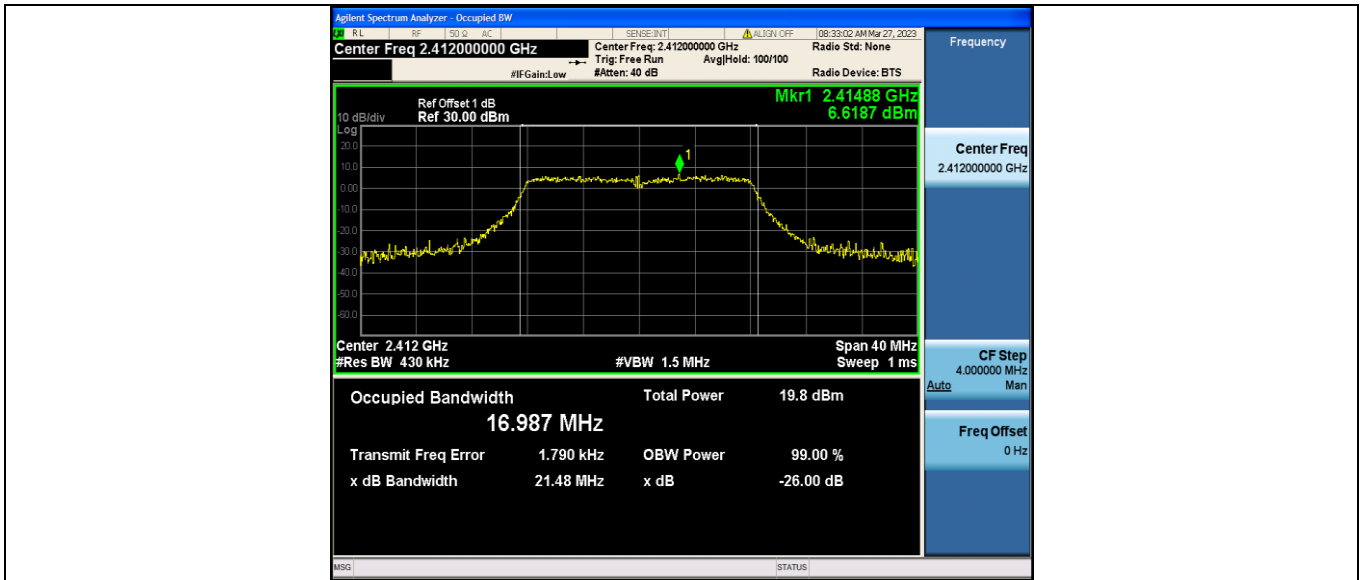 Agilent Spectrum Analyzer - Occupied BW
RL RF 50 Ω AC SENSE:INT ALIGN OFF 08:33:02 AM Mar 27, 2023
Center Freq 2.412000000 GHz
Center Freq: 2.412000000 GHz
Radio Std: None
Trig: Free Run Avg|Hold: 100/100
#IFGain:Low #Atten: 40 dB Radio Device: BTS
Frequency
Mkr1 2.41488 GHz
6.6187 dBm
Ref Offset 1 dB
10 dB/div Ref 30.00 dBm
Log
20.0
10.0
0.00
-10.0
-20.0
-30.0
-40.0
-50.0
-60.0
1
Center Freq
2.412000000 GHz
Center 2.412 GHz Span 40 MHz
#Res BW 430 kHz #VBW 1.5 MHz Sweep 1 ms
CF Step
4.000000 MHz
Auto Man
Occupied Bandwidth Total Power 19.8 dBm
16.987 MHz
Transmit Freq Error 1.790 kHz OBW Power 99.00 %
x dB Bandwidth 21.48 MHz x dB -26.00 dB
Freq Offset
0 Hz
MSG STATUS